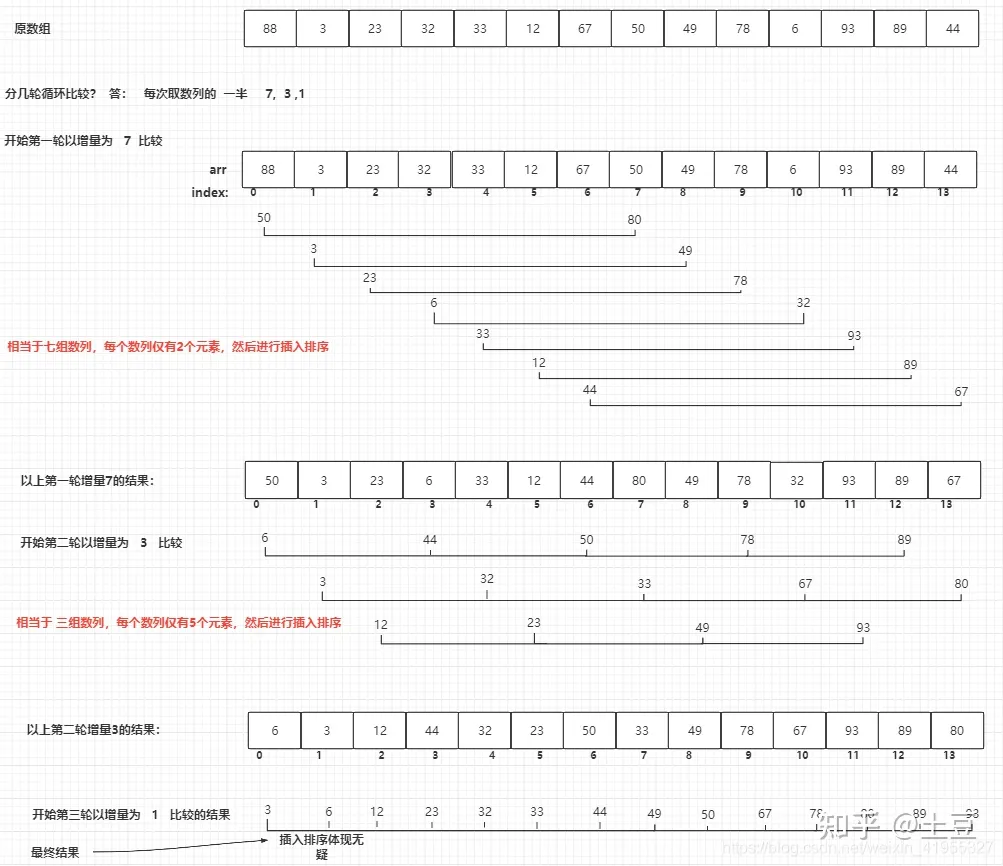 原数组 88 3 23 32 33 12 67 50 49 78 6 93 89 44
分几轮循环比较？ 答： 每次取数列的 一半 7, 3 ,1
开始第一轮以增量为 7 比较
arr 88 3 23 32 33 12 67 50 49 78 6 93 89 44
index: 0 1 2 3 4 5 6 7 8 9 10 11 12 13
50 80
3 49
23 78
6 32
33 93
相当于七组数列，每个数列仅有2个元素，然后进行插入排序
12 89
44 67
以上第一轮增量7的结果： 50 3 23 6 33 12 44 80 49 78 32 93 89 67
0 1 2 3 4 5 6 7 8 9 10 11 12 13
开始第二轮以增量为 3 比较
6 44 50 78 89
3 32 33 67 80
相当于 三组数列，每个数列仅有5个元素，然后进行插入排序
12 23 49 93
以上第二轮增量3的结果： 6 3 12 44 32 23 50 33 49 78 67 93 89 80
0 1 2 3 4 5 6 7 8 9 10 11 12 13
开始第三轮以增量为 1 比较的结果 3 6 12 23 32 33 44 49 50 67 78 89 93
最终结果
插入排序体现无
疑
知乎 @土豆
https://blog.csdn.net/weixin_41965327